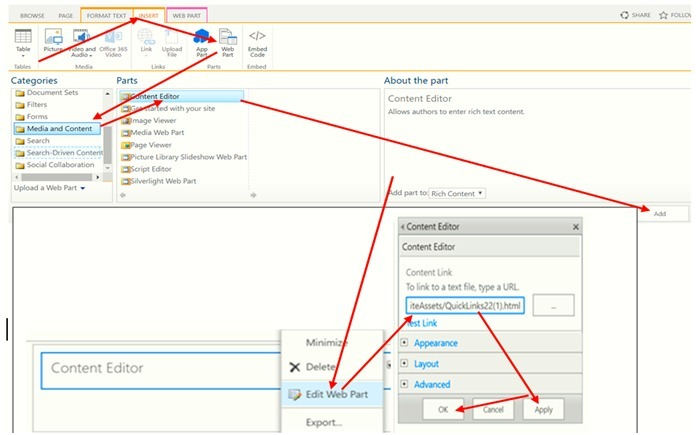 BROWSE PAGE FORMAT TEXT INSERT WEB PART SHARE FOLLOW
Table Picture Video and Audio Office 365 Video Link Upload File App Part Web Part Embed Code
Tables Media Links Parts Embed
Categories
Document Sets
Filters
Forms
Media and Content
Search
Search-Driven Content
Social Collaboration
Upload a Web Part
Parts
Content Editor
Get started with your site
Image Viewer
Media Web Part
Page Viewer
Picture Library Slideshow Web Part
Script Editor
Silverlight Web Part
About the part
Content Editor
Allows authors to enter rich text content.
Add part to: Rich Content
Add
Content Editor
Content Editor
Content Link
To link to a text file, type a URL.
iteAssets/QuickLinks22(1).html ...
Test Link
Appearance
Layout
Advanced
OK Cancel Apply
Content Editor
Minimize
Delete
Edit Web Part
Export...